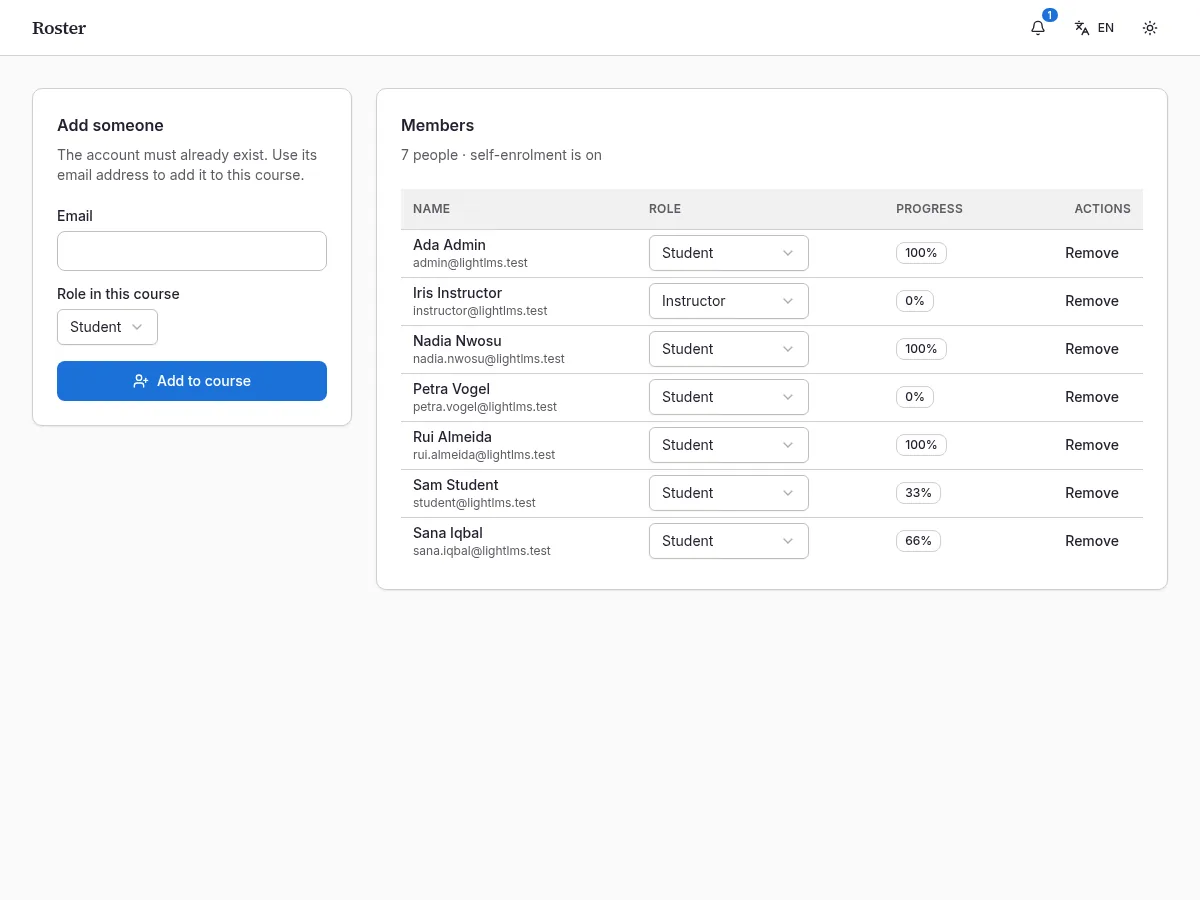 Roster
1
EN
Add someone
The account must already exist. Use its
email address to add it to this course.
Email
Role in this course
Student
Add to course
Members
7 people · self-enrolment is on
NAME ROLE PROGRESS ACTIONS
Ada Admin
admin@lightlms.test
Student 100% Remove
Iris Instructor
instructor@lightlms.test
Instructor 0% Remove
Nadia Nwosu
nadia.nwosu@lightlms.test
Student 100% Remove
Petra Vogel
petra.vogel@lightlms.test
Student 0% Remove
Rui Almeida
rui.almeida@lightlms.test
Student 100% Remove
Sam Student
student@lightlms.test
Student 33% Remove
Sana Iqbal
sana.iqbal@lightlms.test
Student 66% Remove